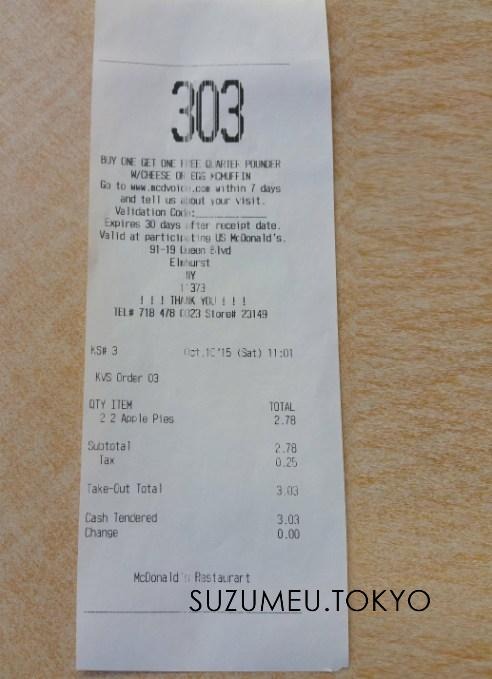 303
BUY ONE GET ONE FREE QUARTER POUNDER
W/CHEESE OR EGG MCMUFFIN
Go to www.mcdvoice.com within 7 days
and tell us about your visit.
Validation Code:____________
Expires 30 days after receipt date.
Valid at participating US McDonald's.
91-19 Queen Blvd
Elmhurst
NY
11373
! ! ! THANK YOU ! ! !
TEL# 718 478 0023 Store# 23149
KS# 3 Oct.10'15 (Sat) 11:01
KVS Order 03
QTY ITEM TOTAL
2 2 Apple Pies 2.78
Subtotal 2.78
Tax 0.25
Take-Out Total 3.03
Cash Tendered 3.03
Change 0.00
McDonald's Restaurant
SUZUMEU.TOKYO